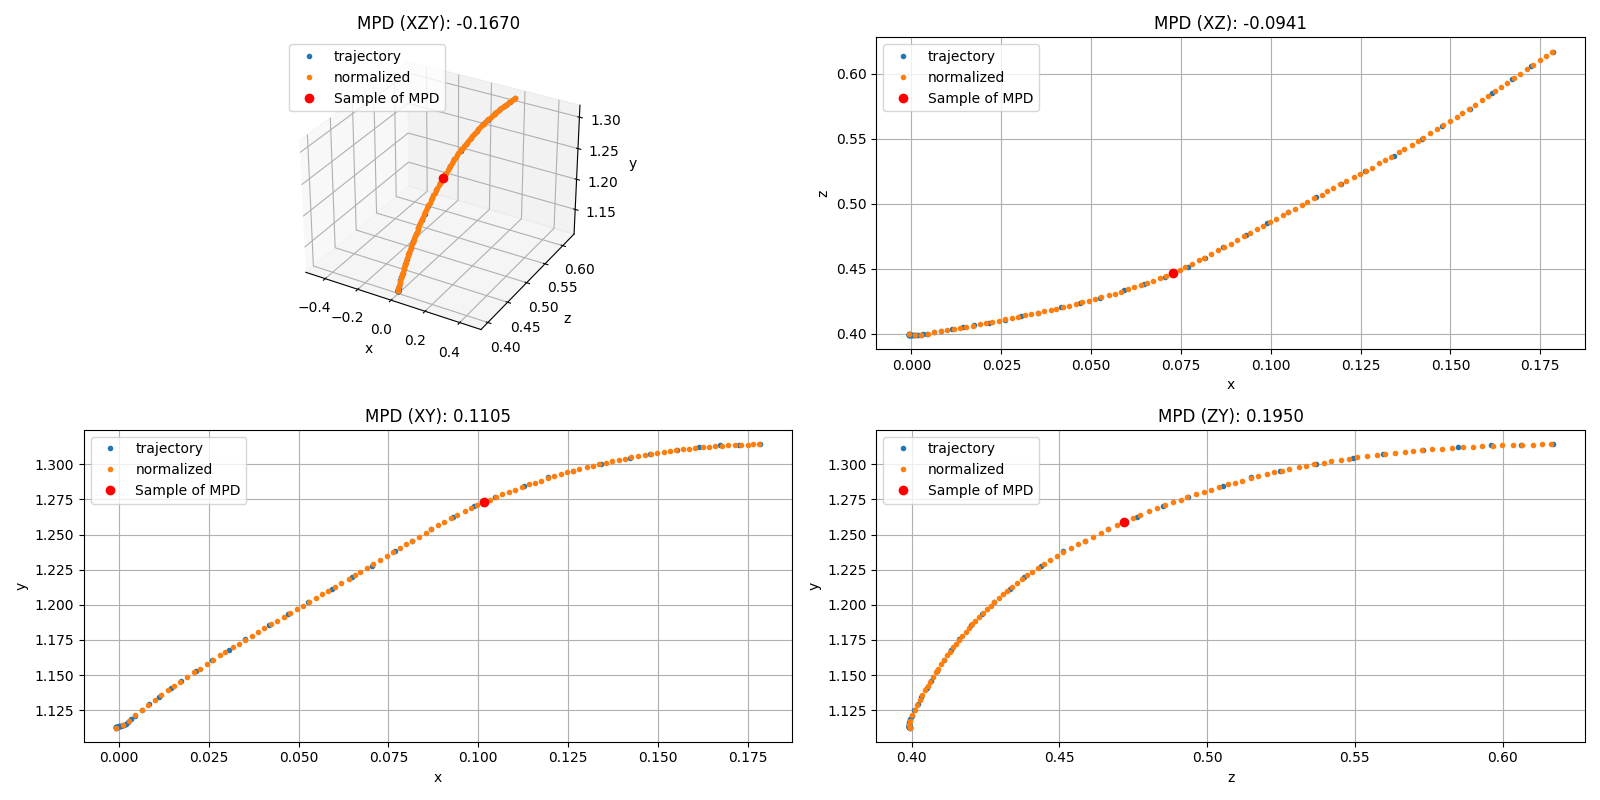 MPD (XZY): -0.1670
trajectory
normalized
Sample of MPD
1.30
1.25
1.20
1.15
y
0.60
0.55
0.50
0.45
0.40
z
−0.4
−0.2
0.0
0.2
0.4
x
MPD (XZ): -0.0941
trajectory
normalized
Sample of MPD
0.60
0.55
0.50
0.45
0.40
z
0.000 0.025 0.050 0.075 0.100 0.125 0.150 0.175
x
MPD (XY): 0.1105
trajectory
normalized
Sample of MPD
1.300
1.275
1.250
1.225
1.200
1.175
1.150
1.125
y
0.000 0.025 0.050 0.075 0.100 0.125 0.150 0.175
x
MPD (ZY): 0.1950
trajectory
normalized
Sample of MPD
1.300
1.275
1.250
1.225
1.200
1.175
1.150
1.125
y
0.40 0.45 0.50 0.55 0.60
z